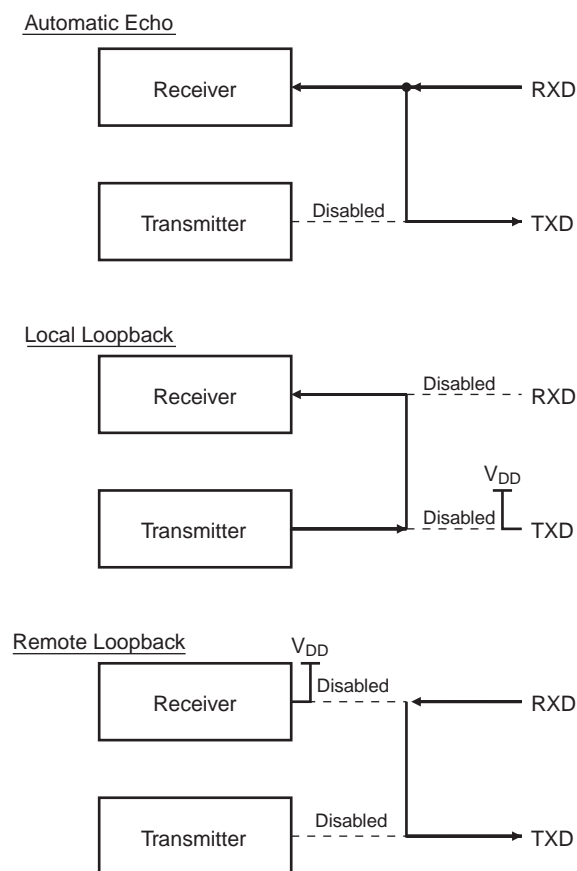 Automatic Echo
Receiver
RXD
Transmitter
Disabled
TXD
Local Loopback
Receiver
Disabled
RXD
VDD
Transmitter
Disabled
TXD
Remote Loopback
VDD
Receiver
Disabled
RXD
Transmitter
Disabled
TXD